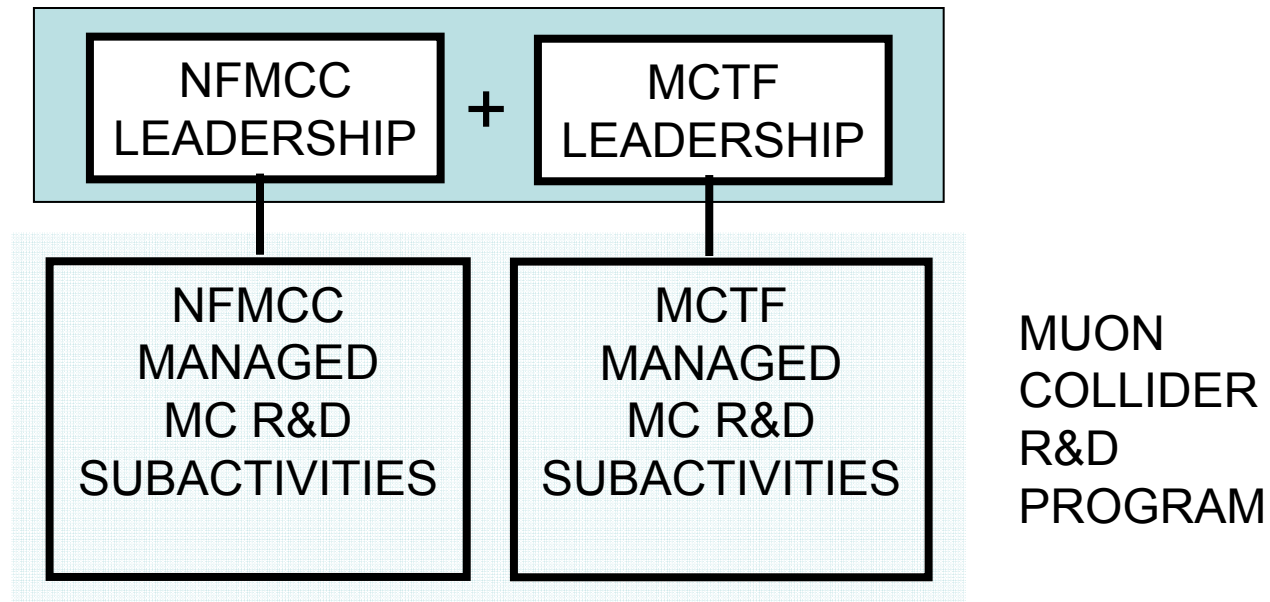 NFMCC
LEADERSHIP
+
MCTF
LEADERSHIP
NFMCC
MANAGED
MC R&D
SUBACTIVITIES
MCTF
MANAGED
MC R&D
SUBACTIVITIES
MUON
COLLIDER
R&D
PROGRAM